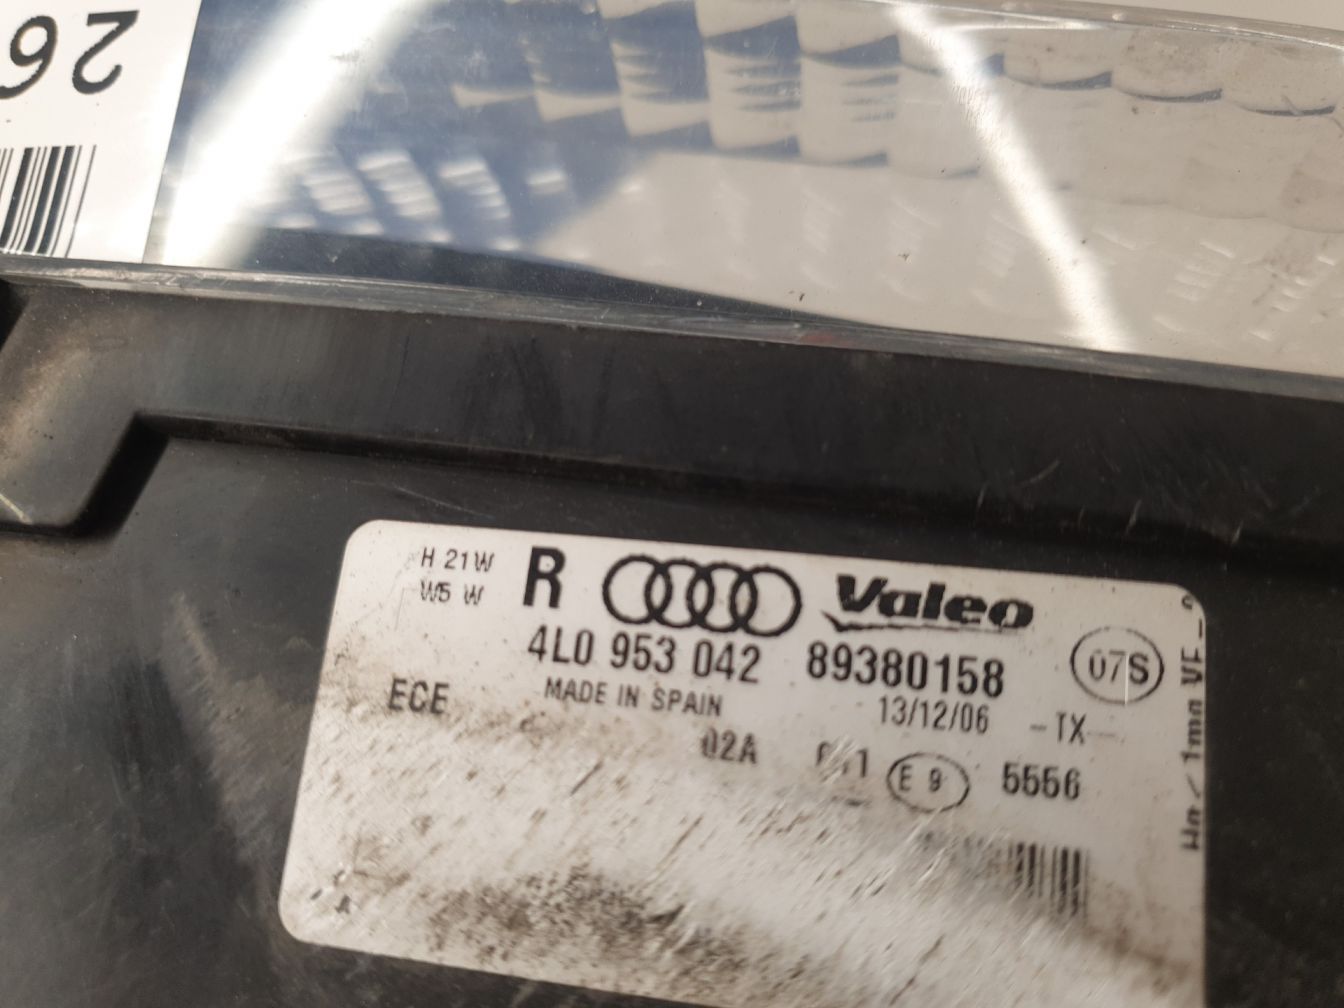 26
H 21W
W5 W
R Valeo
4L0 953 042 89380158
07S
ECE MADE IN SPAIN 13/12/06 -TX-
02A E 9 5556